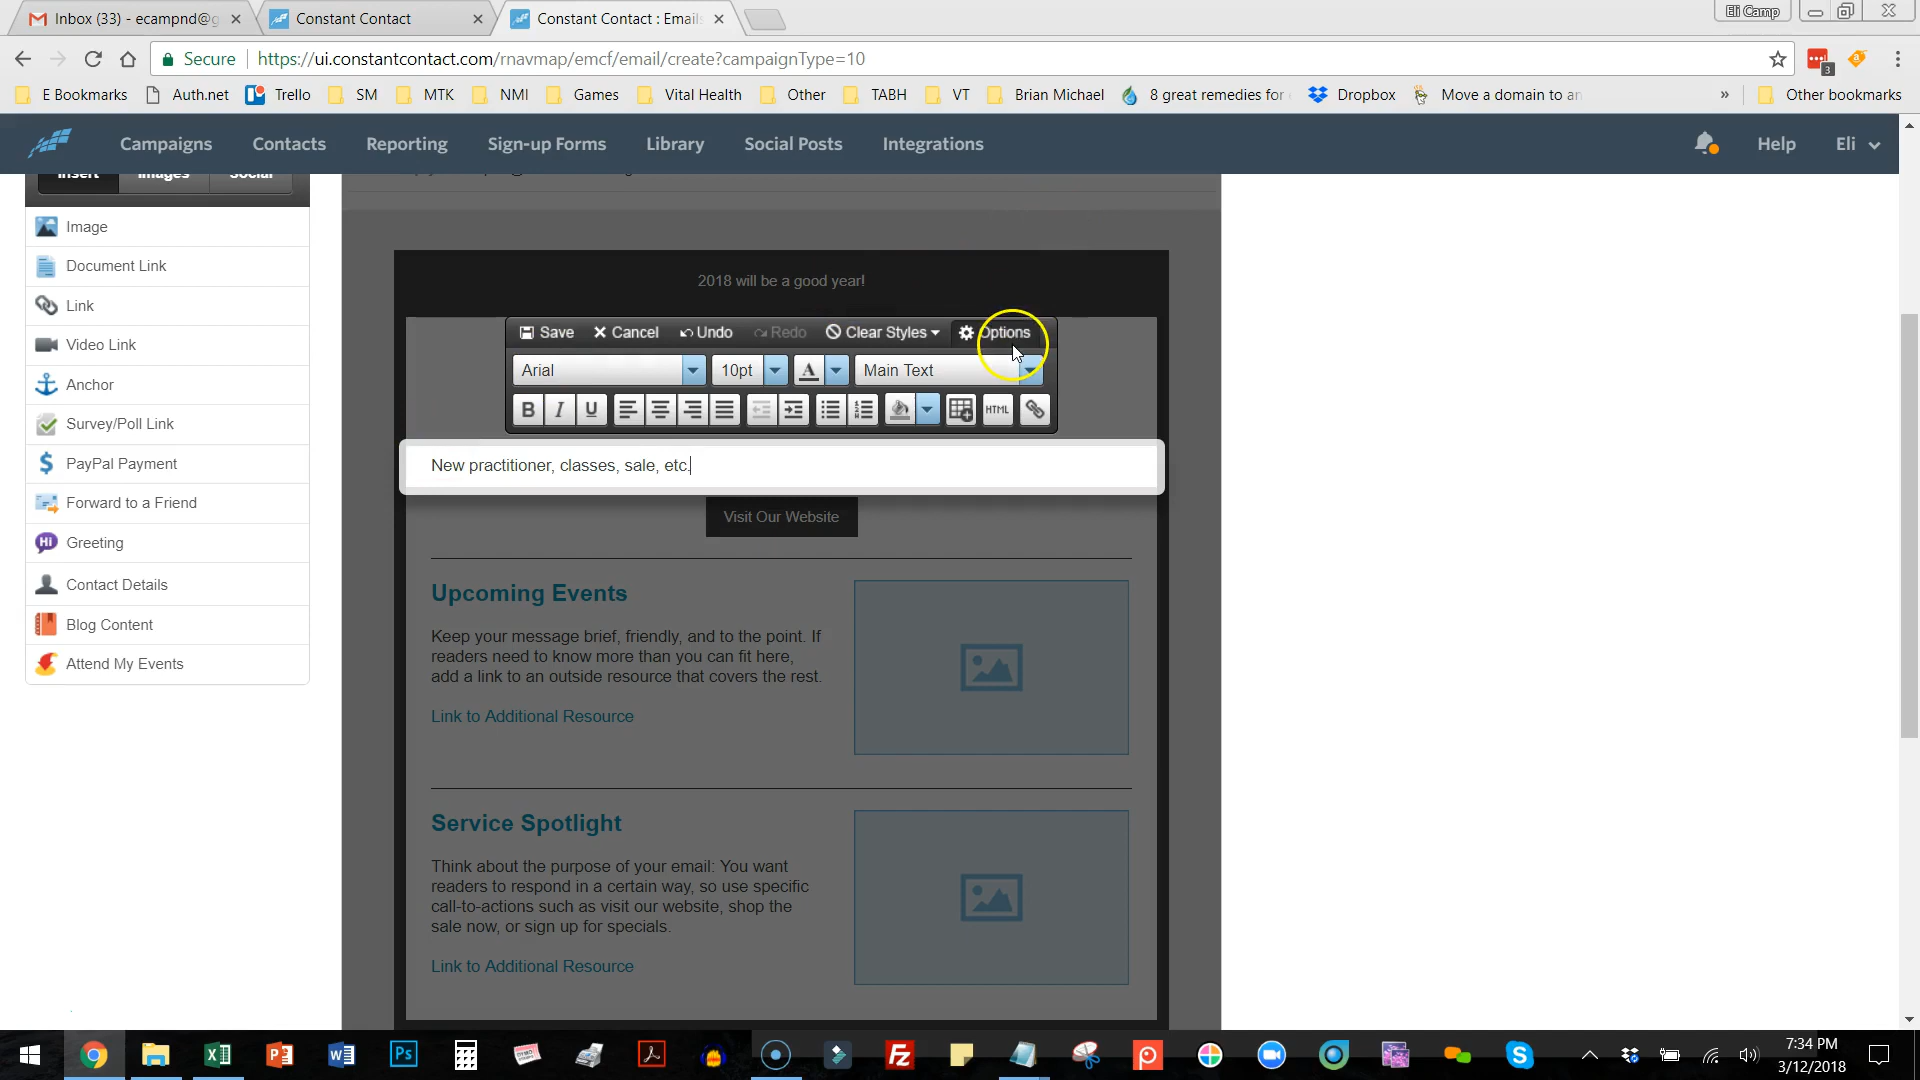 Inbox (33) - ecampnd@g
Constant Contact
Constant Contact : Emails
Eli Camp
Secure
https://ui.constantcontact.com/rnavmap/emcf/email/create?campaignType=10
3
E Bookmarks
Auth.net
Trello
SM
MTK
NMI
Games
Vital Health
Other
TABH
VT
Brian Michael
8 great remedies for
Dropbox
Move a domain to an
»
Other bookmarks
Campaigns
Contacts
Reporting
Sign-up Forms
Library
Social Posts
Integrations
Help
Eli
Insert
Images
Social
Image
Document Link
Link
Video Link
Anchor
Survey/Poll Link
PayPal Payment
Forward to a Friend
Hi
Greeting
Contact Details
Blog Content
Attend My Events
2018 will be a good year!
Save
Cancel
Undo
Redo
Clear Styles
Options
Arial
10pt
A
Main Text
B
I
U
HTML
New practitioner, classes, sale, etc.
Visit Our Website
Upcoming Events
Keep your message brief, friendly, and to the point. If
readers need to know more than you can fit here,
add a link to an outside resource that covers the rest.
Link to Additional Resource
Service Spotlight
Think about the purpose of your email: You want
readers to respond in a certain way, so use specific
call-to-actions such as visit our website, shop the
sale now, or sign up for specials.
Link to Additional Resource
7:34 PM
3/12/2018